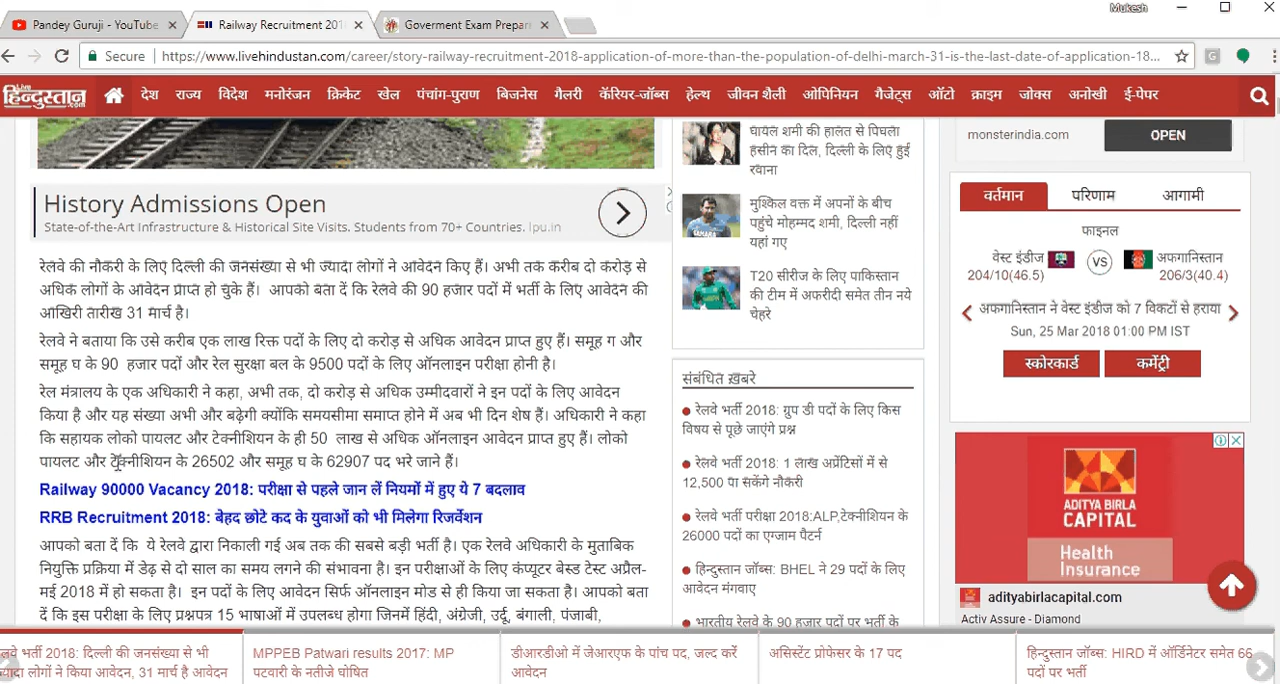 Mukesh
Pandey Guruji - YouTube
Railway Recruitment 201
Goverment Exam Prepar
Secure
https://www.livehindustan.com/career/story-railway-recruitment-2018-application-of-more-than-the-population-of-delhi-march-31-is-the-last-date-of-application-18...
Live हिन्दुस्तान .com
देश राज्य विदेश मनोरंजन क्रिकेट खेल पंचांग-पुराण बिजनेस गैलरी कॅरियर-जॉब्स हेल्थ जीवन शैली ओपिनियन गैजेट्स ऑटो क्राइम जोक्स अनोखी ई-पेपर
History Admissions Open
State-of-the-Art Infrastructure & Historical Site Visits. Students from 70+ Countries. lpu.in
रेलवे की नौकरी के लिए दिल्ली की जनसंख्या से भी ज्यादा लोगों ने आवेदन किए हैं। अभी तक करीब दो करोड़ से
अधिक लोगों के आवेदन प्राप्त हो चुके हैं। आपको बता दें कि रेलवे की 90 हजार पदों में भर्ती के लिए आवेदन की
आखिरी तारीख 31 मार्च है।
रेलवे ने बताया कि उसे करीब एक लाख रिक्त पदों के लिए दो करोड़ से अधिक आवेदन प्राप्त हुए हैं। समूह ग और
समूह घ के 90 हजार पदों और रेल सुरक्षा बल के 9500 पदों के लिए ऑनलाइन परीक्षा होनी है।
रेल मंत्रालय के एक अधिकारी ने कहा, अभी तक, दो करोड़ से अधिक उम्मीदवारों ने इन पदों के लिए आवेदन
किया है और यह संख्या अभी और बढ़ेगी क्योंकि समयसीमा समाप्त होने में अब भी दिन शेष हैं। अधिकारी ने कहा
कि सहायक लोको पायलट और टेक्नीशियन के ही 50 लाख से अधिक ऑनलाइन आवेदन प्राप्त हुए हैं। लोको
पायलट और टेक्नीशियन के 26502 और समूह घ के 62907 पद भरे जाने हैं।
Railway 90000 Vacancy 2018: परीक्षा से पहले जान लें नियमों में हुए ये 7 बदलाव
RRB Recruitment 2018: बेहद छोटे कद के युवाओं को भी मिलेगा रिजर्वेशन
आपको बता दें कि ये रेलवे द्वारा निकाली गई अब तक की सबसे बड़ी भर्ती है। एक रेलवे अधिकारी के मुताबिक
नियुक्ति प्रक्रिया में डेढ़ से दो साल का समय लगने की संभावना है। इन परीक्षाओं के लिए कंप्यूटर बेस्ड टेस्ट अप्रैल-
मई 2018 में हो सकता है। इन पदों के लिए आवेदन सिर्फ ऑनलाइन मोड से ही किया जा सकता है। आपको बता
दें कि इस परीक्षा के लिए प्रश्नपत्र 15 भाषाओं में उपलब्ध होगा जिनमें हिंदी, अंग्रेजी, उर्दू, बंगाली, पंजाबी,
घायल शमी की हालत से पिघला
हसीन का दिल, दिल्ली के लिए हुई
रवाना
मुश्किल वक्त में अपनों के बीच
पहुंचे मोहम्मद शमी, दिल्ली नहीं
यहां गए
T20 सीरीज के लिए पाकिस्तान
की टीम में अफरीदी समेत तीन नये
चेहरे
संबंधित ख़बरे
रेलवे भर्ती 2018: ग्रुप डी पदों के लिए किस
विषय से पूछे जाएंगे प्रश्न
रेलवे भर्ती 2018: 1 लाख अप्रेंटिसों में से
12,500 पा सकेंगे नौकरी
रेलवे भर्ती परीक्षा 2018:ALP,टेक्नीशियन के
26000 पदों का एग्जाम पैटर्न
हिन्दुस्तान जॉब्स: BHEL ने 29 पदों के लिए
आवेदन मंगवाए
भारतीय रेलवे के 90 हजार पदों पर भर्ती के
monsterindia.com
OPEN
वर्तमान परिणाम आगामी
फाइनल
वेस्ट इंडीज VS अफगानिस्तान
204/10(46.5) 206/3(40.4)
अफगानिस्तान ने वेस्ट इंडीज को 7 विकटों से हराया
Sun, 25 Mar 2018 01:00 PM IST
स्कोरकार्ड कमेंट्री
ADITYA BIRLA
CAPITAL
Health
Insurance
adityabirlacapital.com
Activ Assure - Diamond
लवे भर्ती 2018: दिल्ली की जनसंख्या से भी
ज्यादा लोगों ने किया आवेदन, 31 मार्च है आवेदन
MPPEB Patwari results 2017: MP
पटवारी के नतीजे घोषित
डीआरडीओ में जेआरएफ के पांच पद, जल्द करें
आवेदन
असिस्टेंट प्रोफेसर के 17 पद
हिन्दुस्तान जॉब्स: HIRD में ऑर्डिनेटर समेत 66
पदों पर भर्ती